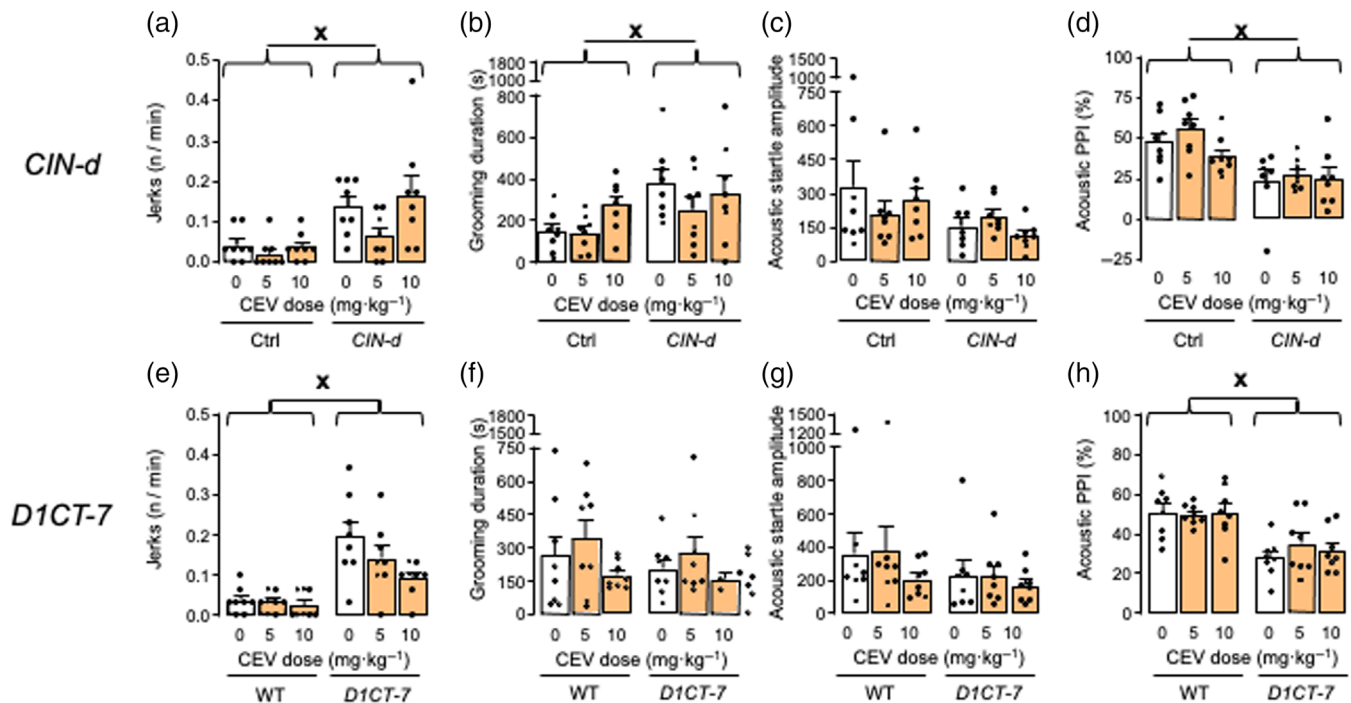 (a) (b) (c) (d)
CIN-d
x
Jerks (n / min)
0.5
0.4
0.3
0.2
0.1
0.0
0 5 10 0 5 10
CEV dose (mg·kg⁻¹)
Ctrl CIN-d
x
Grooming duration (s)
1800
1000
800
600
400
200
0
0 5 10 0 5 10
CEV dose (mg·kg⁻¹)
Ctrl CIN-d
Acoustic startle amplitude
1500
1000
750
600
450
300
150
0
0 5 10 0 5 10
CEV dose (mg·kg⁻¹)
Ctrl CIN-d
x
Acoustic PPI (%)
100
75
50
25
0
−25
0 5 10 0 5 10
CEV dose (mg·kg⁻¹)
Ctrl CIN-d
(e) (f) (g) (h)
D1CT-7
x
Jerks (n / min)
0.5
0.4
0.3
0.2
0.1
0.0
0 5 10 0 5 10
CEV dose (mg·kg⁻¹)
WT D1CT-7
Grooming duration (s)
1800
1500
750
600
450
300
150
0
0 5 10 0 5 10
CEV dose (mg·kg⁻¹)
WT D1CT-7
Acoustic startle amplitude
1500
1200
1000
800
600
400
200
0
0 5 10 0 5 10
CEV dose (mg·kg⁻¹)
WT D1CT-7
x
Acoustic PPI (%)
100
80
60
40
20
0
0 5 10 0 5 10
CEV dose (mg·kg⁻¹)
WT D1CT-7